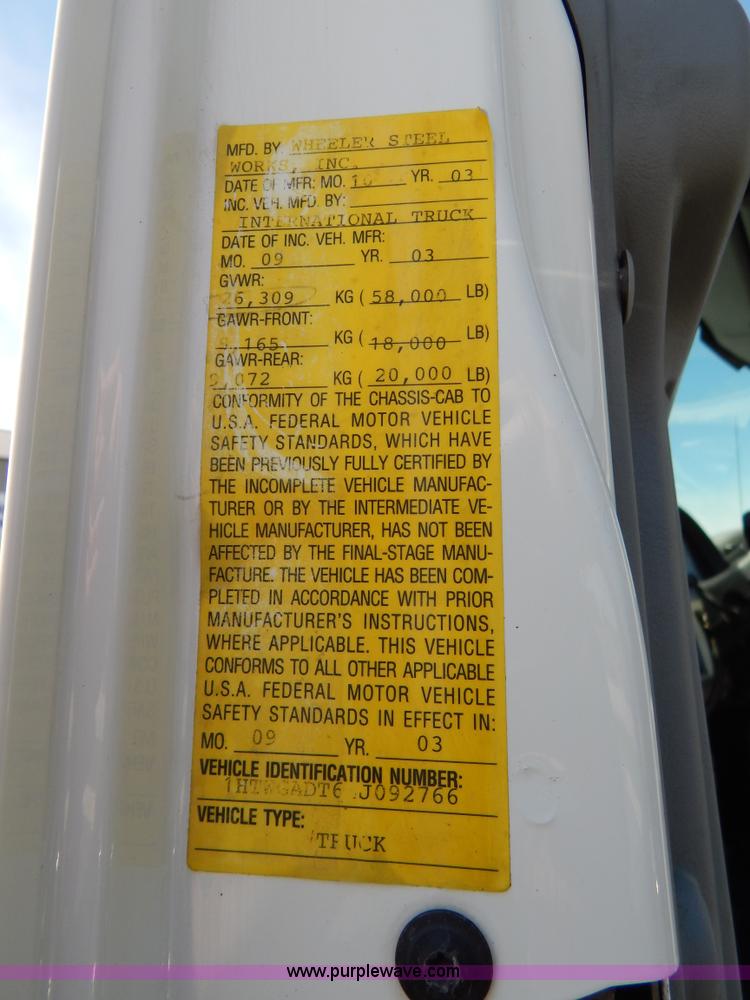 MFD. BY WHEELER STEEL
WORKS, INC.
DATE OF MFR: MO. 10 YR. 03
INC. VEH. MFD. BY:
INTERNATIONAL TRUCK
DATE OF INC. VEH. MFR:
MO. 09 YR. 03
GVWR:
26,309 KG ( 58,000 LB)
GAWR-FRONT:
8,165 KG ( 18,000 LB)
GAWR-REAR:
9,072 KG ( 20,000 LB)
CONFORMITY OF THE CHASSIS-CAB TO
U.S.A. FEDERAL MOTOR VEHICLE
SAFETY STANDARDS, WHICH HAVE
BEEN PREVIOUSLY FULLY CERTIFIED BY
THE INCOMPLETE VEHICLE MANUFAC-
TURER OR BY THE INTERMEDIATE VE-
HICLE MANUFACTURER, HAS NOT BEEN
AFFECTED BY THE FINAL-STAGE MANU-
FACTURE. THE VEHICLE HAS BEEN COM-
PLETED IN ACCORDANCE WITH PRIOR
MANUFACTURER'S INSTRUCTIONS,
WHERE APPLICABLE. THIS VEHICLE
CONFORMS TO ALL OTHER APPLICABLE
U.S.A. FEDERAL MOTOR VEHICLE
SAFETY STANDARDS IN EFFECT IN:
MO. 09 YR. 03
VEHICLE IDENTIFICATION NUMBER:
VEHICLE TYPE:
TRUCK
www.purplewave.com